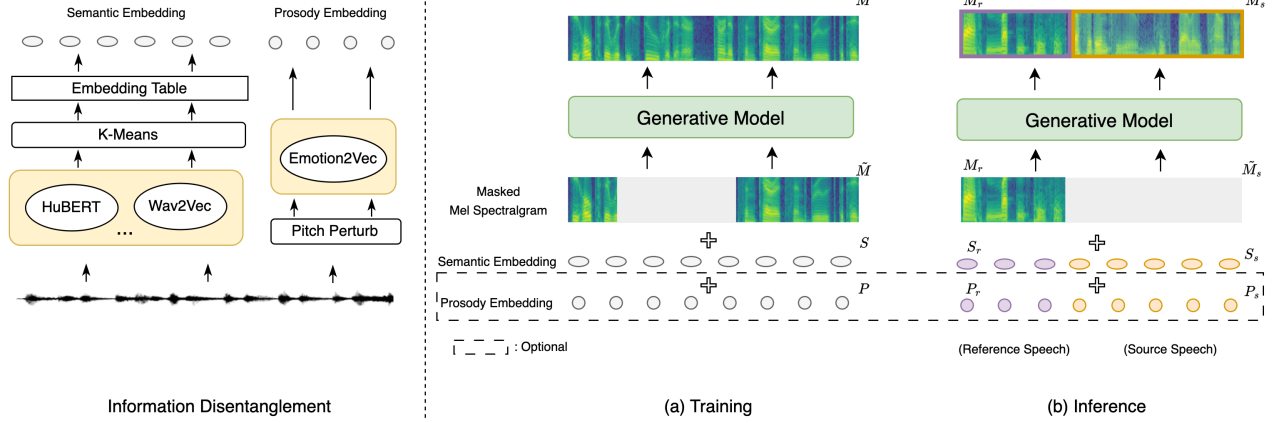 Semantic Embedding
Prosody Embedding
Embedding Table
K-Means
HuBERT
Wav2Vec
...
Emotion2Vec
Pitch Perturb
Information Disentanglement
M
Generative Model
M̃
Masked
Mel Spectralgram
S
Semantic Embedding
P
Prosody Embedding
: Optional
(a) Training
M_r
M_s
Generative Model
M_r
M̃_s
S_r
S_s
P_r
P_s
(Reference Speech)
(Source Speech)
(b) Inference